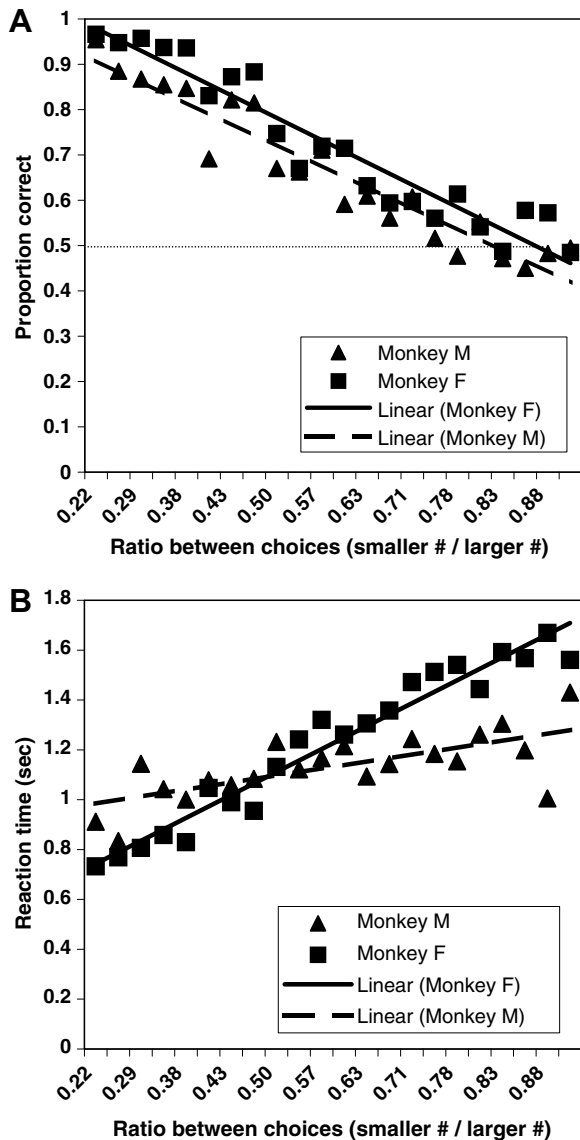 A
1
0.9
0.8
0.7
0.6
0.5
0.4
0.3
0.2
0.1
0
Proportion correct
Monkey M
Monkey F
Linear (Monkey F)
Linear (Monkey M)
0.22 0.29 0.38 0.43 0.50 0.57 0.63 0.71 0.78 0.83 0.88
Ratio between choices (smaller # / larger #)
B
1.8
1.6
1.4
1.2
1
0.8
0.6
0.4
0.2
0
Reaction time (sec)
Monkey M
Monkey F
Linear (Monkey F)
Linear (Monkey M)
0.22 0.29 0.38 0.43 0.50 0.57 0.63 0.71 0.78 0.83 0.88
Ratio between choices (smaller # / larger #)